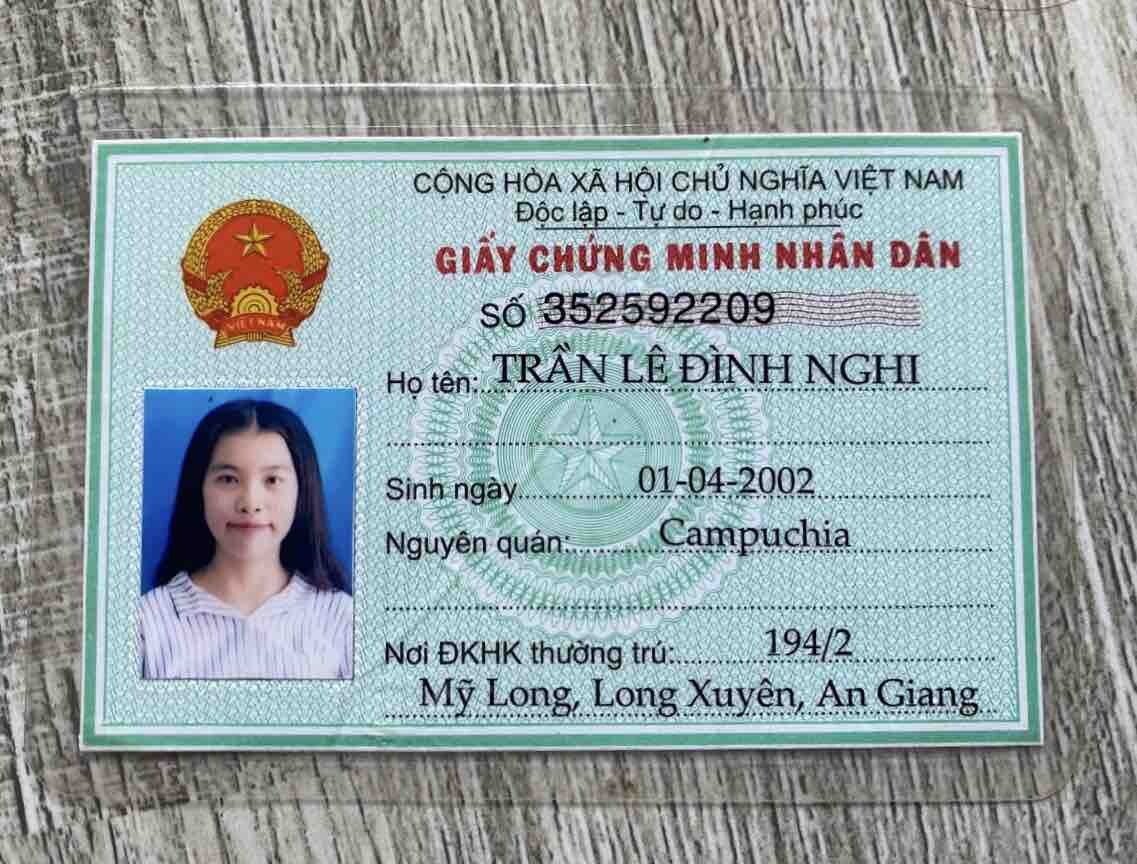 CỘNG HÒA XÃ HỘI CHỦ NGHĨA VIỆT NAM
Độc lập - Tự do - Hạnh phúc
GIẤY CHỨNG MINH NHÂN DÂN
SỐ 352592209
VIỆT NAM
Họ tên: TRẦN LÊ ĐÌNH NGHI
Sinh ngày 01-04-2002
Nguyên quán: Campuchia
Nơi ĐKHK thường trú: 194/2
Mỹ Long, Long Xuyên, An Giang